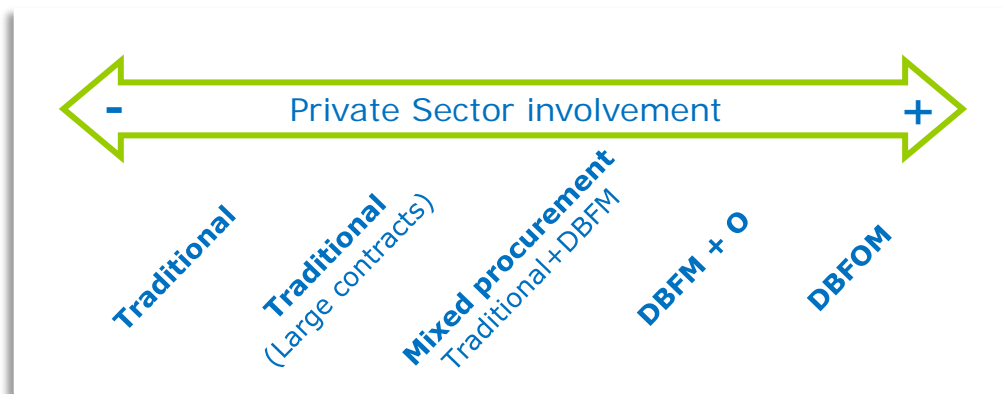 - Private Sector involvement +
Traditional
Traditional
(Large contracts)
Mixed procurement
Traditional+DBFM
DBFM + O
DBFOM